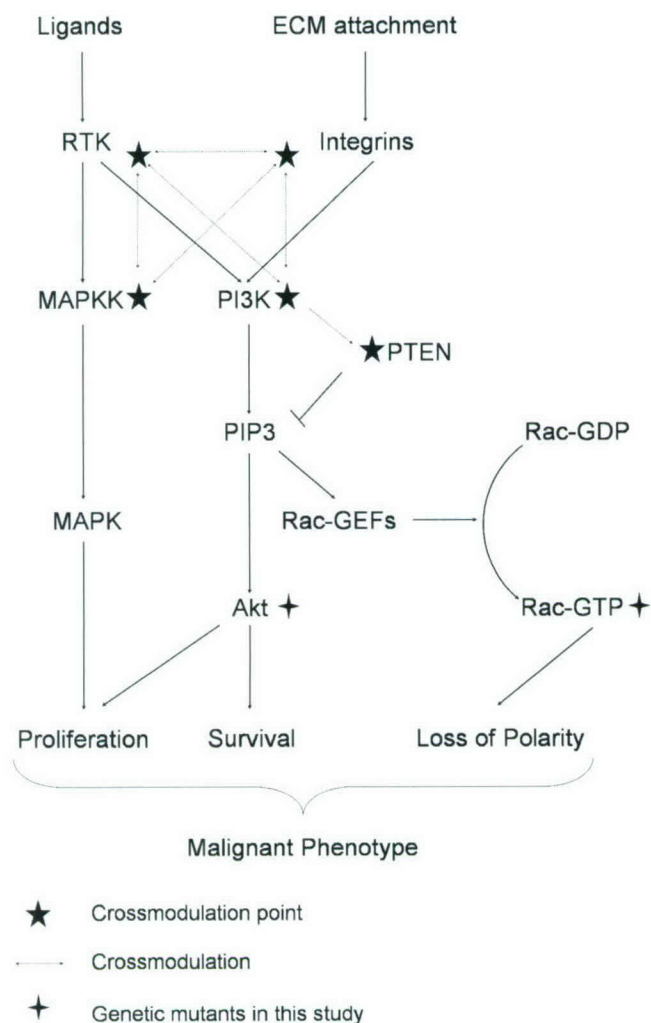 Ligands
ECM attachment
RTK
Integrins
MAPKK
PI3K
PTEN
PIP3
Rac-GDP
MAPK
Rac-GEFs
Akt
Rac-GTP
Proliferation
Survival
Loss of Polarity
Malignant Phenotype
Crossmodulation point
Crossmodulation
Genetic mutants in this study